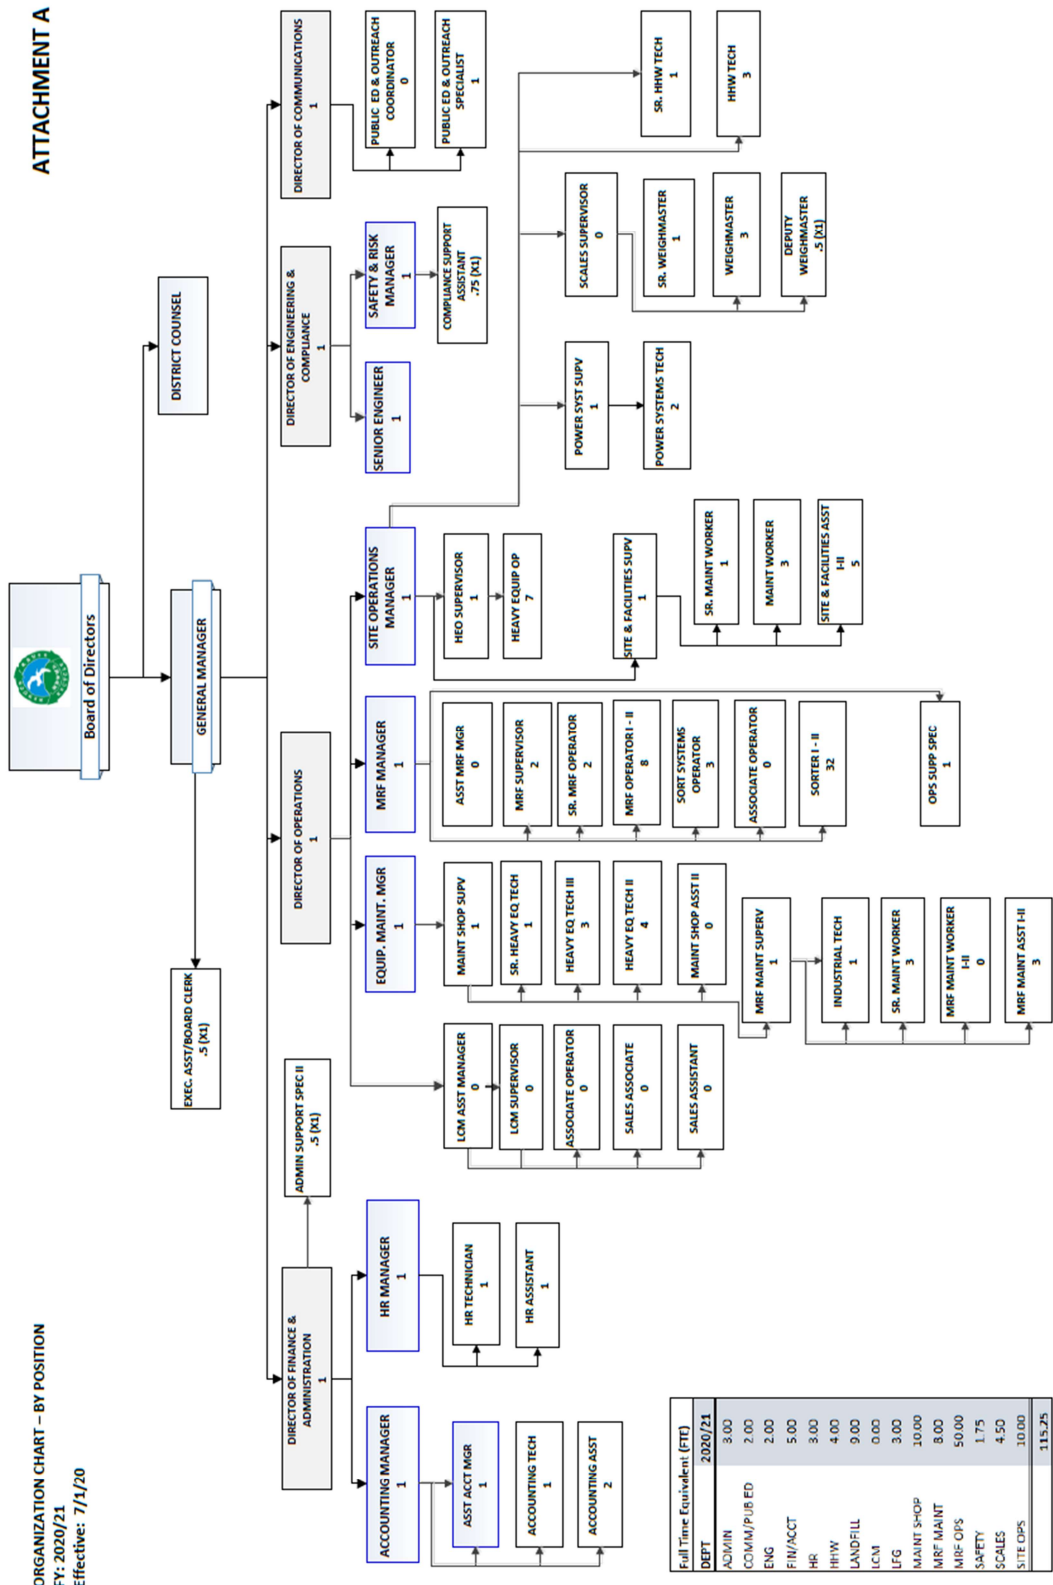 ORGANIZATION CHART – BY POSITION
FY: 2020/21
Effective: 7/1/20
ATTACHMENT A
Board of Directors
GENERAL MANAGER
DISTRICT COUNSEL
EXEC. ASST/BOARD CLERK
.5 (X1)
DIRECTOR OF FINANCE &
ADMINISTRATION
1
ADMIN SUPPORT SPEC II
.5 (X1)
DIRECTOR OF OPERATIONS
1
DIRECTOR OF ENGINEERING &
COMPLIANCE
1
DIRECTOR OF COMMUNICATIONS
1
ACCOUNTING MANAGER
1
ASST ACCT MGR
1
ACCOUNTING TECH
1
ACCOUNTING ASST
2
HR MANAGER
1
HR TECHNICIAN
1
HR ASSISTANT
1
LCM ASST MANAGER
0
LCM SUPERVISOR
0
ASSOCIATE OPERATOR
0
SALES ASSOCIATE
0
SALES ASSISTANT
0
EQUIP. MAINT. MGR
1
MAINT SHOP SUPV
1
SR. HEAVY EQ TECH
1
HEAVY EQ TECH III
3
HEAVY EQ TECH II
4
MAINT SHOP ASST II
0
MRF MAINT SUPERV
1
INDUSTRIAL TECH
1
SR. MAINT WORKER
3
MRF MAINT WORKER
I-II
0
MRF MAINT ASST I-II
3
MRF MANAGER
1
ASST MRF MGR
0
MRF SUPERVISOR
2
SR. MRF OPERATOR
2
MRF OPERATOR I - II
8
SORT SYSTEMS
OPERATOR
3
ASSOCIATE OPERATOR
0
SORTER I - II
32
OPS SUPP SPEC
1
SITE OPERATIONS
MANAGER
1
HEO SUPERVISOR
1
HEAVY EQUIP OP
7
SITE & FACILITIES SUPV
1
SR. MAINT WORKER
1
MAINT WORKER
3
SITE & FACILITIES ASST
I-II
5
POWER SYST SUPV
1
POWER SYSTEMS TECH
2
SCALES SUPERVISOR
0
SR. WEIGHMASTER
1
WEIGHMASTER
3
DEPUTY
WEIGHMASTER
.5 (X1)
SR. HHW TECH
1
HHW TECH
3
SENIOR ENGINEER
1
SAFETY & RISK
MANAGER
1
COMPLIANCE SUPPORT
ASSISTANT
.75 (X1)
PUBLIC ED & OUTREACH
COORDINATOR
0
PUBLIC ED & OUTREACH
SPECIALIST
1
Full Time Equivalent (FTE)
DEPT 2020/21
ADMIN 3.00
COMM/PUB ED 2.00
ENG 2.00
FIN/ACCT 5.00
HR 3.00
HHW 4.00
LANDFILL 9.00
LCM 0.00
LFG 3.00
MAINT SHOP 10.00
MRF MAINT 8.00
MRF OPS 50.00
SAFETY 1.75
SCALES 4.50
SITE OPS 10.00
115.25